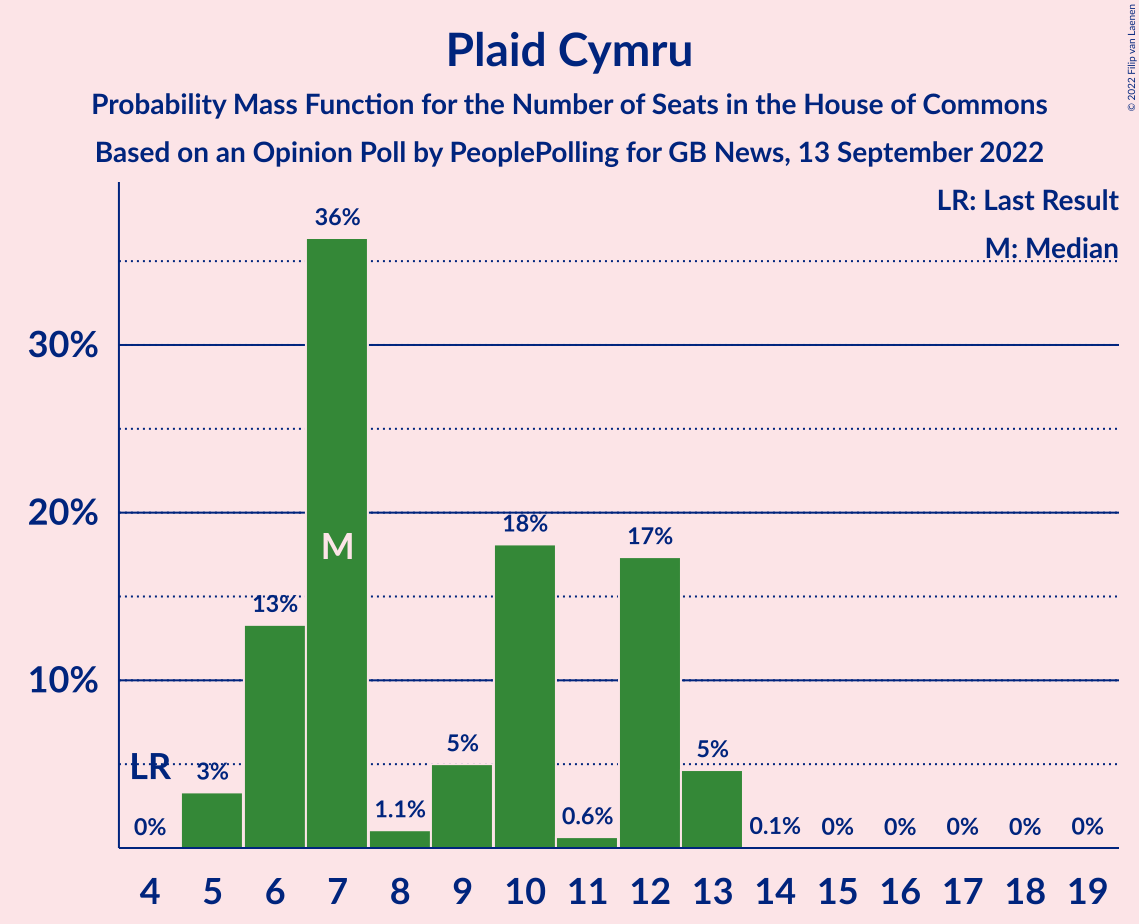 Plaid Cymru
Probability Mass Function for the Number of Seats in the House of Commons
Based on an Opinion Poll by PeoplePolling for GB News, 13 September 2022
© 2022 Filip van Laenen
LR: Last Result
M: Median
30%
20%
10%
LR
M
0%
3%
13%
36%
1.1%
5%
18%
0.6%
17%
5%
0.1%
0%
0%
0%
0%
0%
4 5 6 7 8 9 10 11 12 13 14 15 16 17 18 19